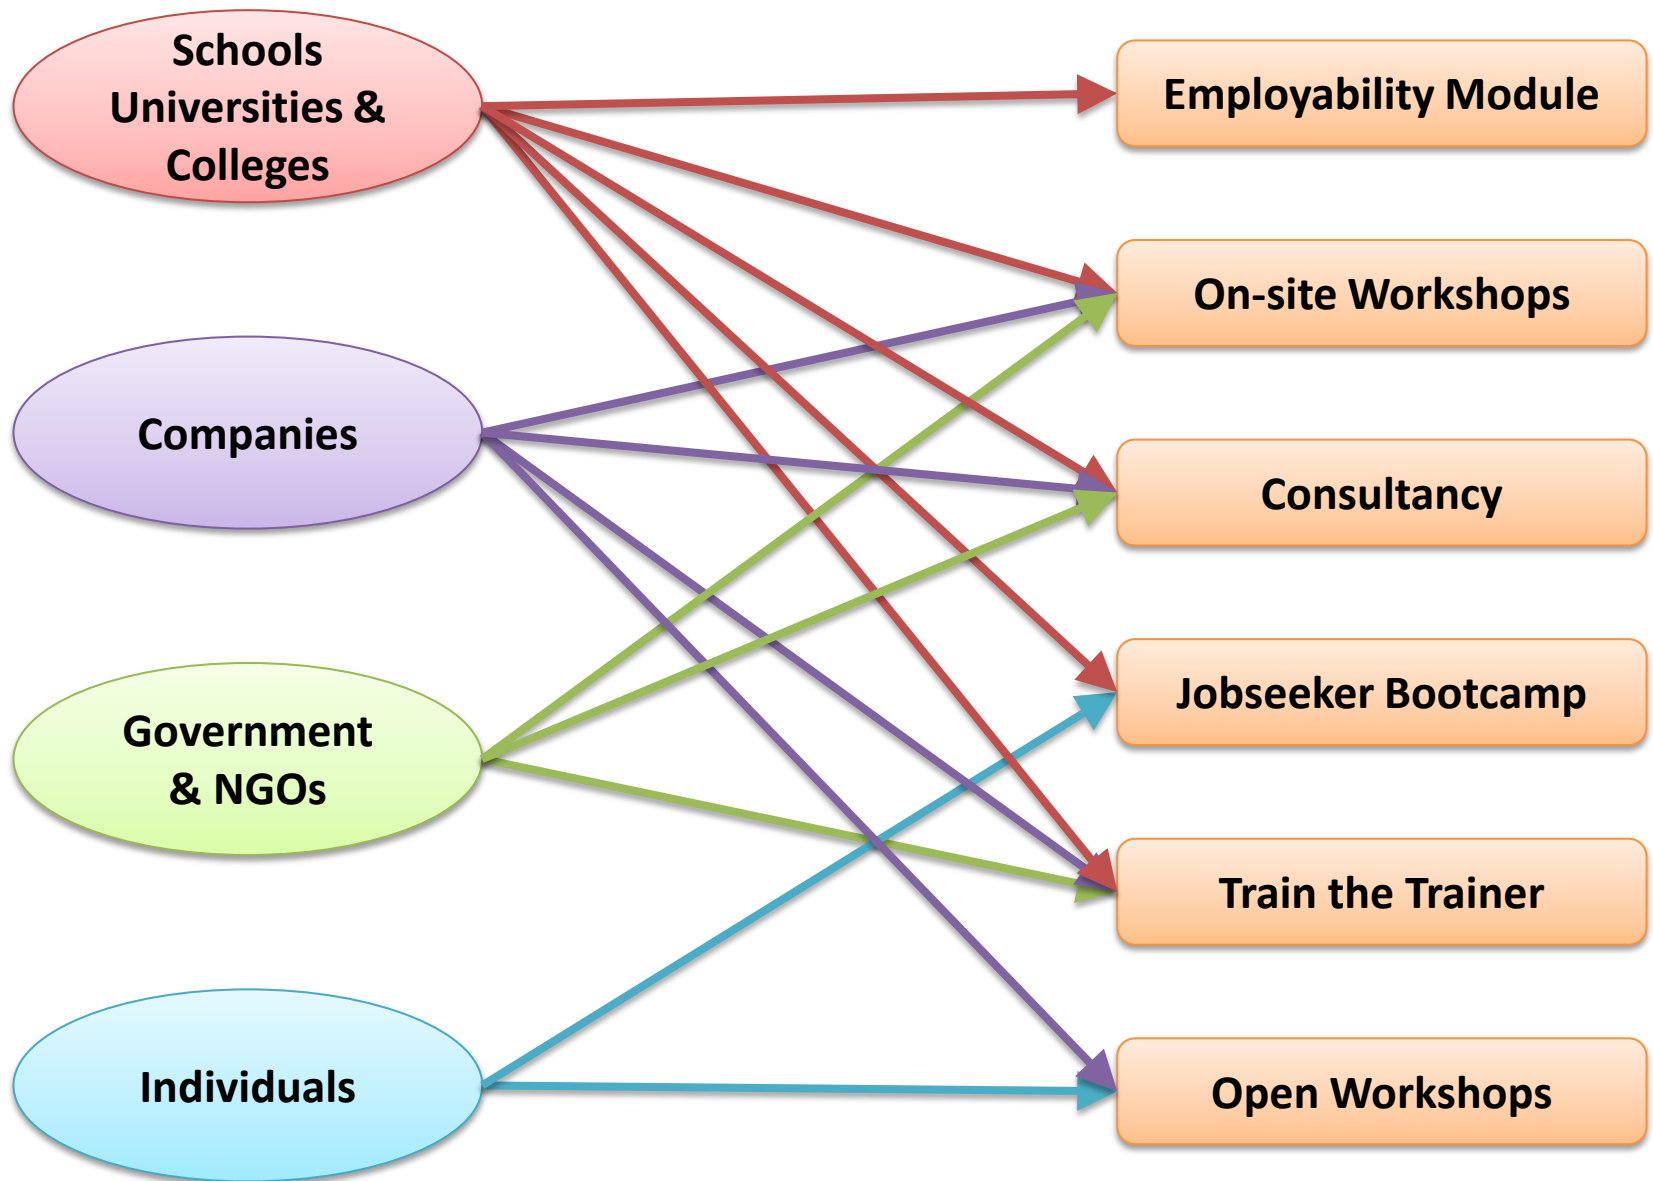 Schools
Universities &
Colleges
Companies
Government
& NGOs
Individuals
Employability Module
On-site Workshops
Consultancy
Jobseeker Bootcamp
Train the Trainer
Open Workshops